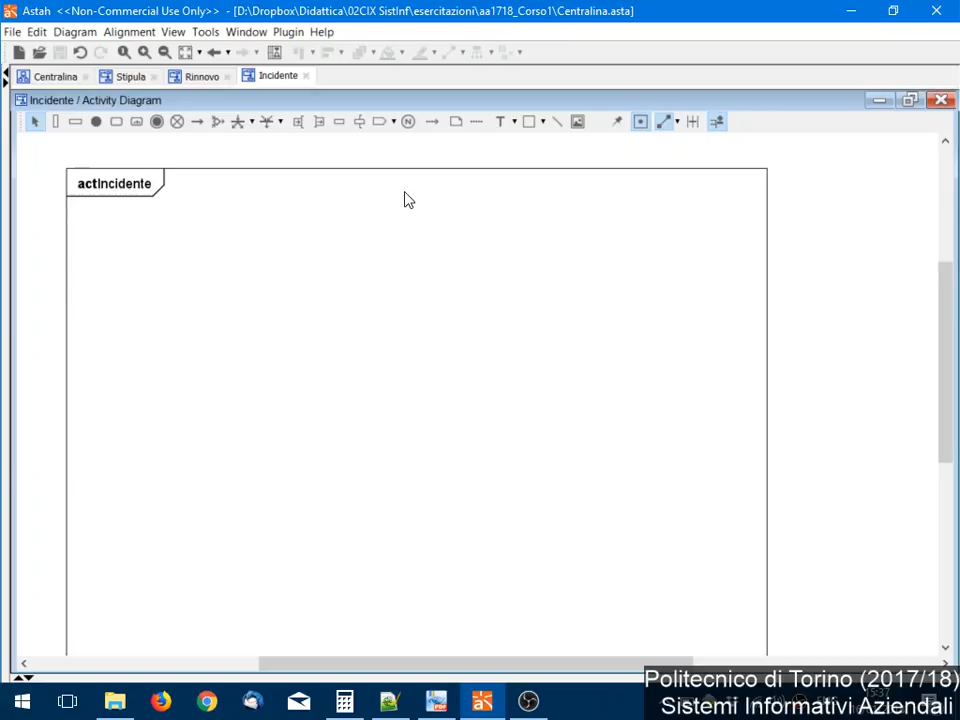 Astah <<Non-Commercial Use Only>> - [D:\Dropbox\Didattica\02CIX SistInf\esercitazioni\aa1718_Corso1\Centralina.asta]
File Edit Diagram Alignment View Tools Window Plugin Help
Centralina Stipula Rinnovo Incidente
Incidente / Activity Diagram
N T
actIncidente
Politecnico di Torino (2017/18)
5:37
Sistemi Informativi Aziendali